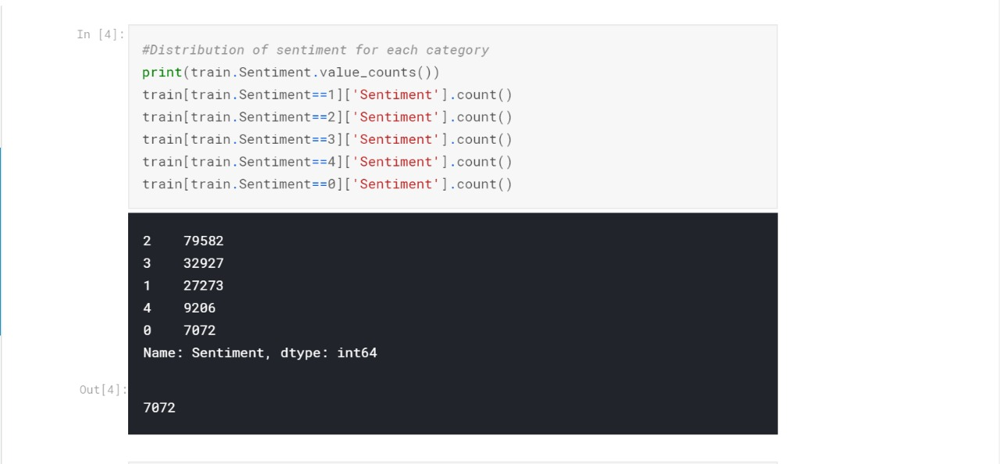 In [4]:
#Distribution of sentiment for each category
print(train.Sentiment.value_counts())
train[train.Sentiment==1]['Sentiment'].count()
train[train.Sentiment==2]['Sentiment'].count()
train[train.Sentiment==3]['Sentiment'].count()
train[train.Sentiment==4]['Sentiment'].count()
train[train.Sentiment==0]['Sentiment'].count()
2    79582
3    32927
1    27273
4    9206
0    7072
Name: Sentiment, dtype: int64
Out[4]:
7072